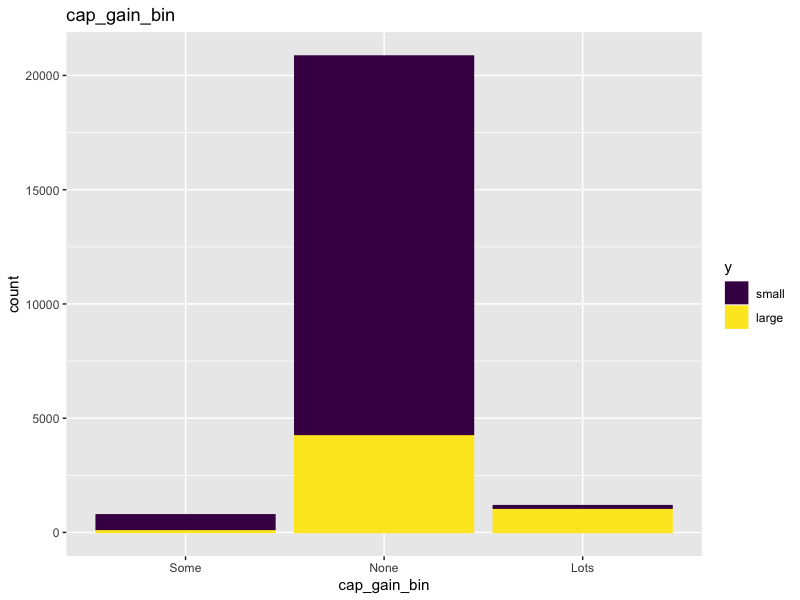 cap_gain_bin
20000
15000
10000
5000
0
count
Some None Lots
cap_gain_bin
y
small
large